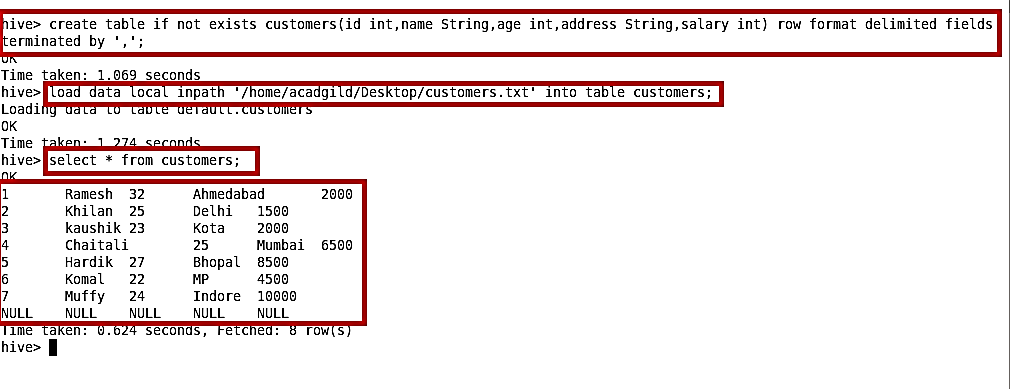 hive> create table if not exists customers(id int,name String,age int,address String,salary int) row format delimited fields
terminated by ',';
OK
Time taken: 1.069 seconds
hive> load data local inpath '/home/acadgild/Desktop/customers.txt' into table customers;
Loading data to table default.customers
OK
Time taken: 1.274 seconds
hive> select * from customers;
OK
1 Ramesh 32 Ahmedabad 2000
2 Khilan 25 Delhi 1500
3 kaushik 23 Kota 2000
4 Chaitali 25 Mumbai 6500
5 Hardik 27 Bhopal 8500
6 Komal 22 MP 4500
7 Muffy 24 Indore 10000
NULL NULL NULL NULL NULL
Time taken: 0.624 seconds, Fetched: 8 row(s)
hive>